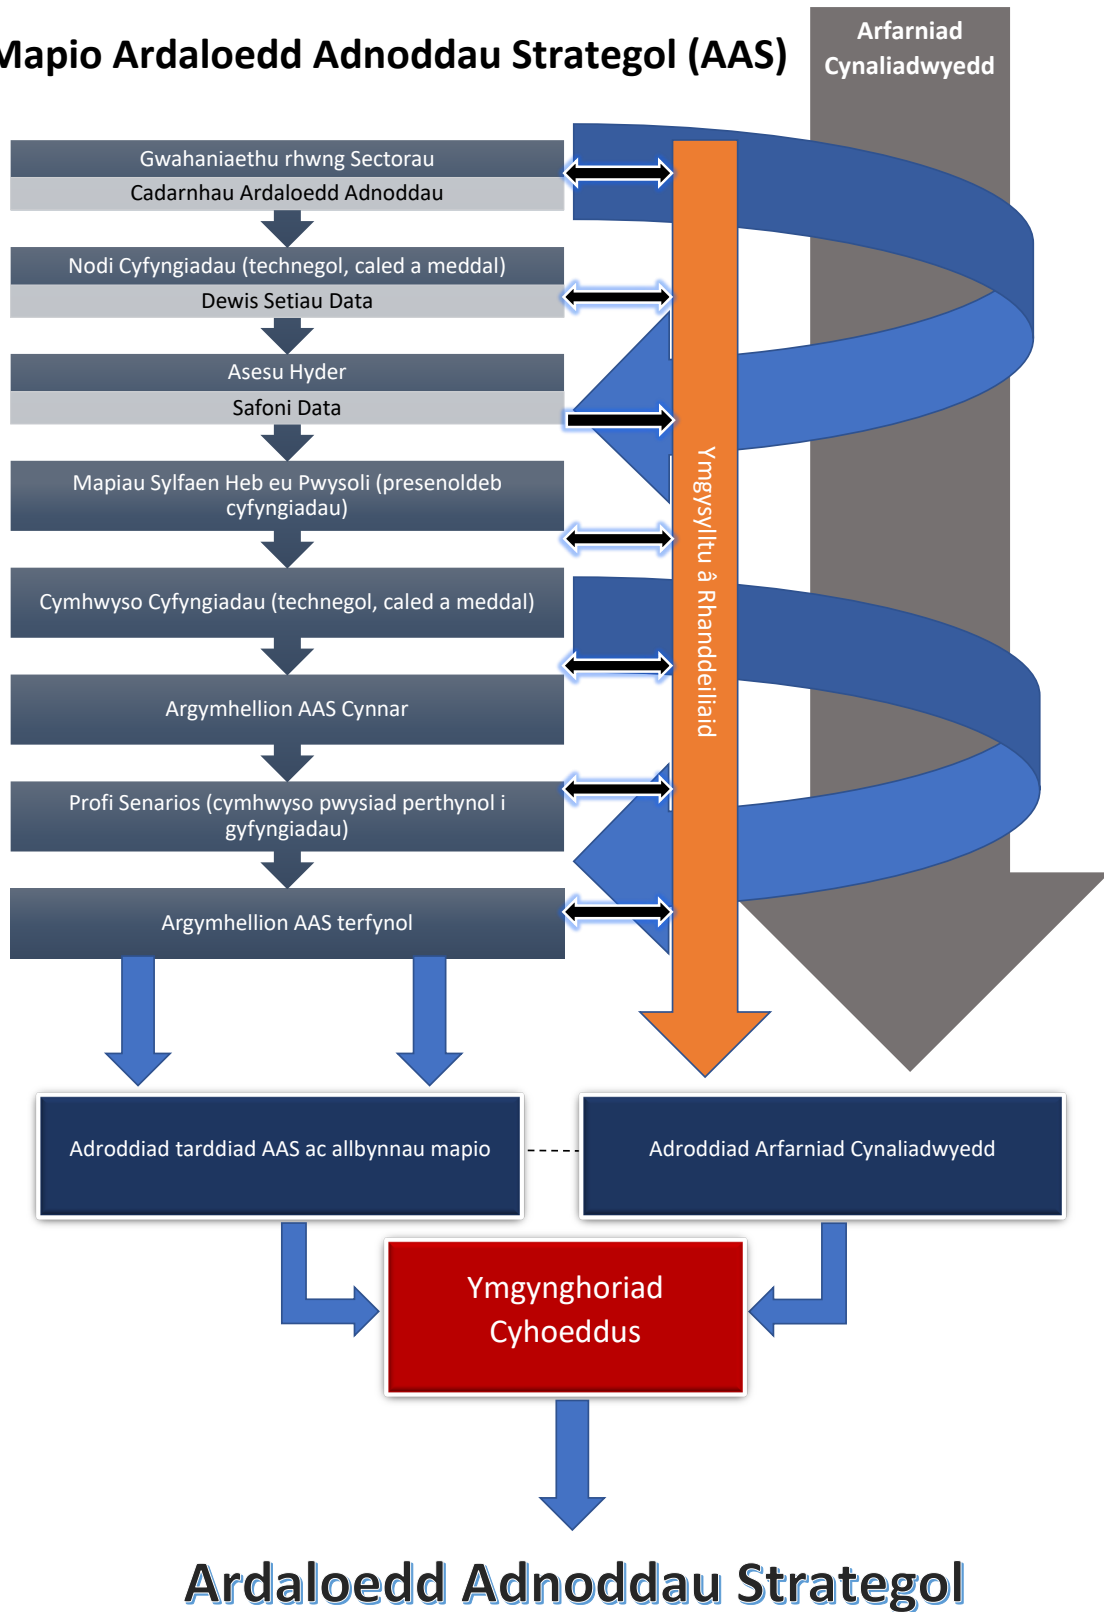 Mapio Ardaloedd Adnoddau Strategol (AAS)
Arfarniad
Cynaliadwyedd
Gwahaniaethu rhwng Sectorau
Cadarnhau Ardaloedd Adnoddau
Nodi Cyfyngiadau (technegol, caled a meddal)
Dewis Setiau Data
Asesu Hyder
Safoni Data
Mapiau Sylfaen Heb eu Pwysoli (presenoldeb
cyfyngiadau)
Cymhwyso Cyfyngiadau (technegol, caled a meddal)
Argymhellion AAS Cynnar
Profi Senarios (cymhwyso pwysiad perthynol i
gyfyngiadau)
Argymhellion AAS terfynol
Ymgysylltu â Rhanddeiliaid
Adroddiad tarddiad AAS ac allbynnau mapio
Adroddiad Arfarniad Cynaliadwyedd
Ymgynghoriad
Cyhoeddus
Ardaloedd Adnoddau Strategol